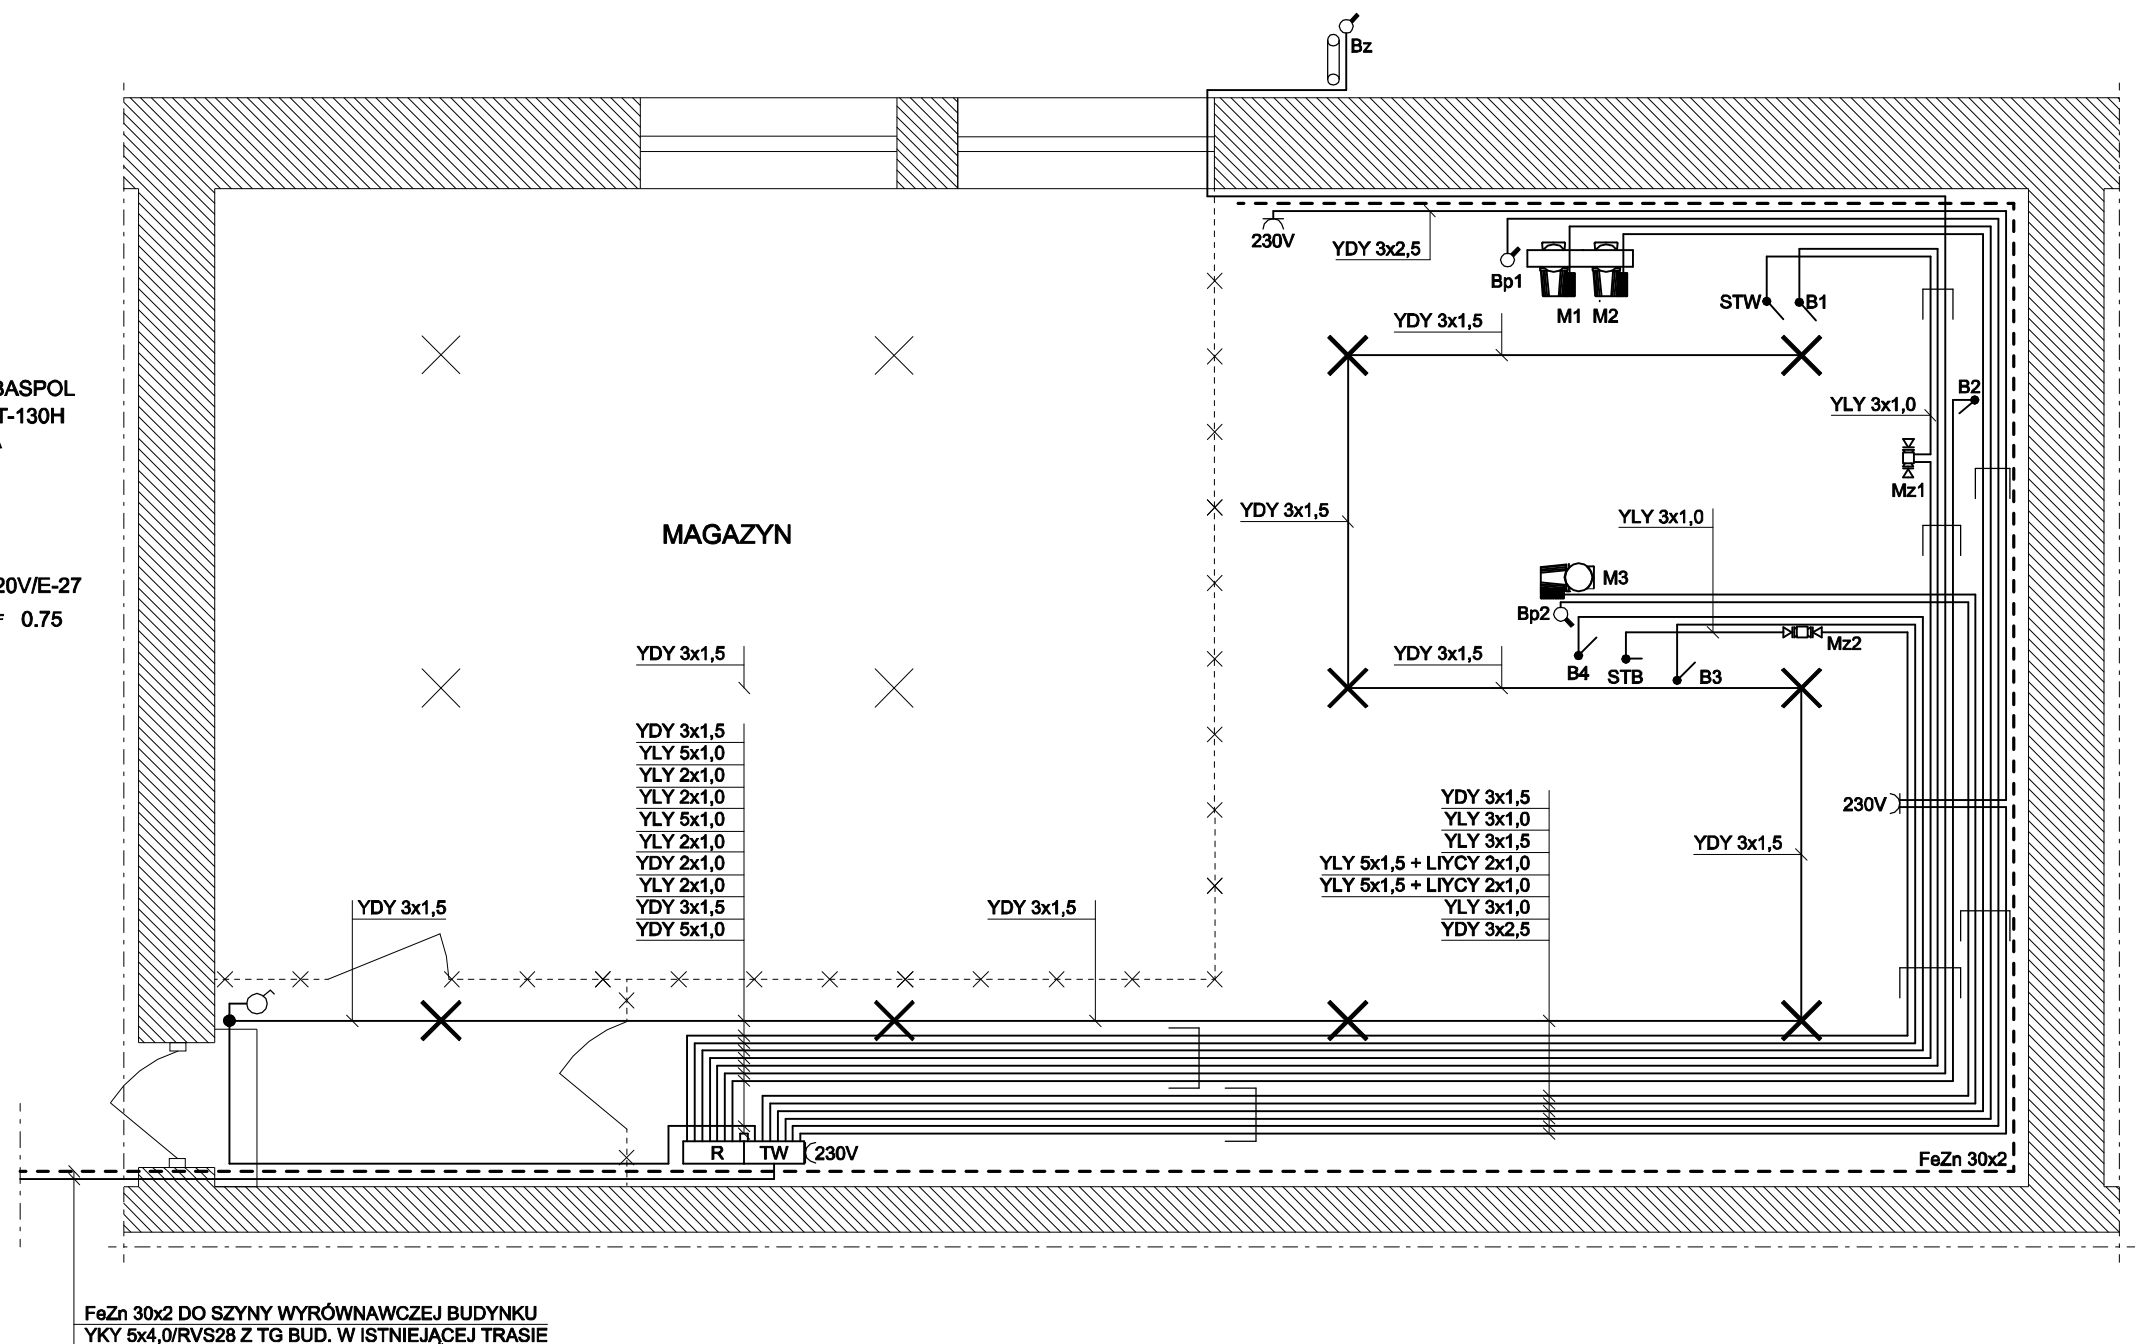 Bz
230V
YDY 3x2,5
Bp1
M1 M2
STW
B1
YDY 3x1,5
BASPOL
T-130H
B2
YLY 3x1,0
Mz1
YDY 3x1,5
YLY 3x1,0
MAGAZYN
20V/E-27
= 0.75
M3
Bp2
Mz2
B4
STB
B3
YDY 3x1,5
YDY 3x1,5
YDY 3x1,5
YLY 5x1,0
YLY 2x1,0
YLY 2x1,0
YLY 5x1,0
YLY 2x1,0
YDY 2x1,0
YLY 2x1,0
YDY 3x1,5
YDY 5x1,0
YDY 3x1,5
YLY 3x1,0
YLY 3x1,5
YLY 5x1,5 + LIYCY 2x1,0
YLY 5x1,5 + LIYCY 2x1,0
YLY 3x1,0
YDY 3x2,5
230V
YDY 3x1,5
YDY 3x1,5
YDY 3x1,5
R
TW
230V
FeZn 30x2
FeZn 30x2 DO SZYNY WYRÓWNAWCZEJ BUDYNKU
YKY 5x4,0/RVS28 Z TG BUD. W ISTNIEJĄCEJ TRASIE